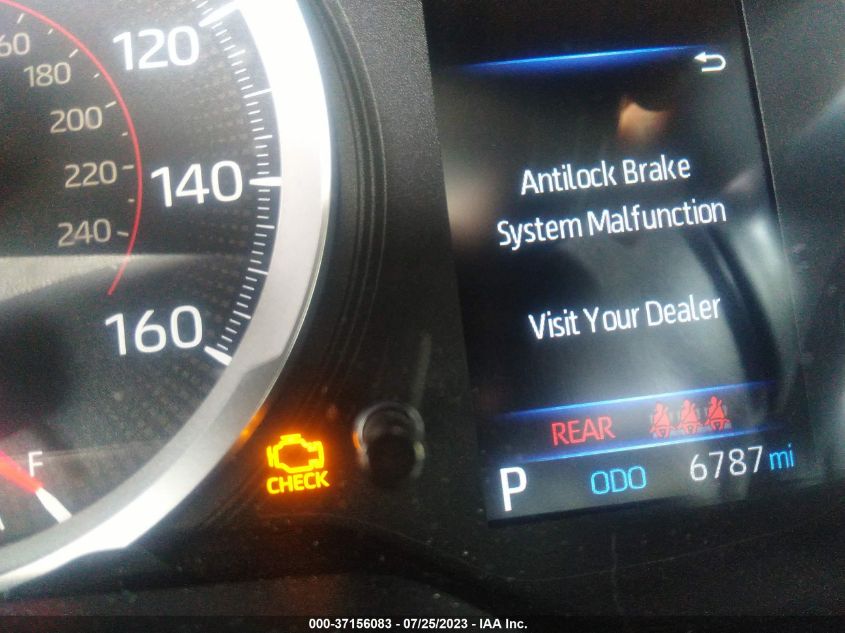 120
160
180
200
140
220
240
160
F
CHECK
Antilock Brake
System Malfunction
Visit Your Dealer
REAR
P ODO 6787 mi
000-37156083 - 07/25/2023 - IAA Inc.